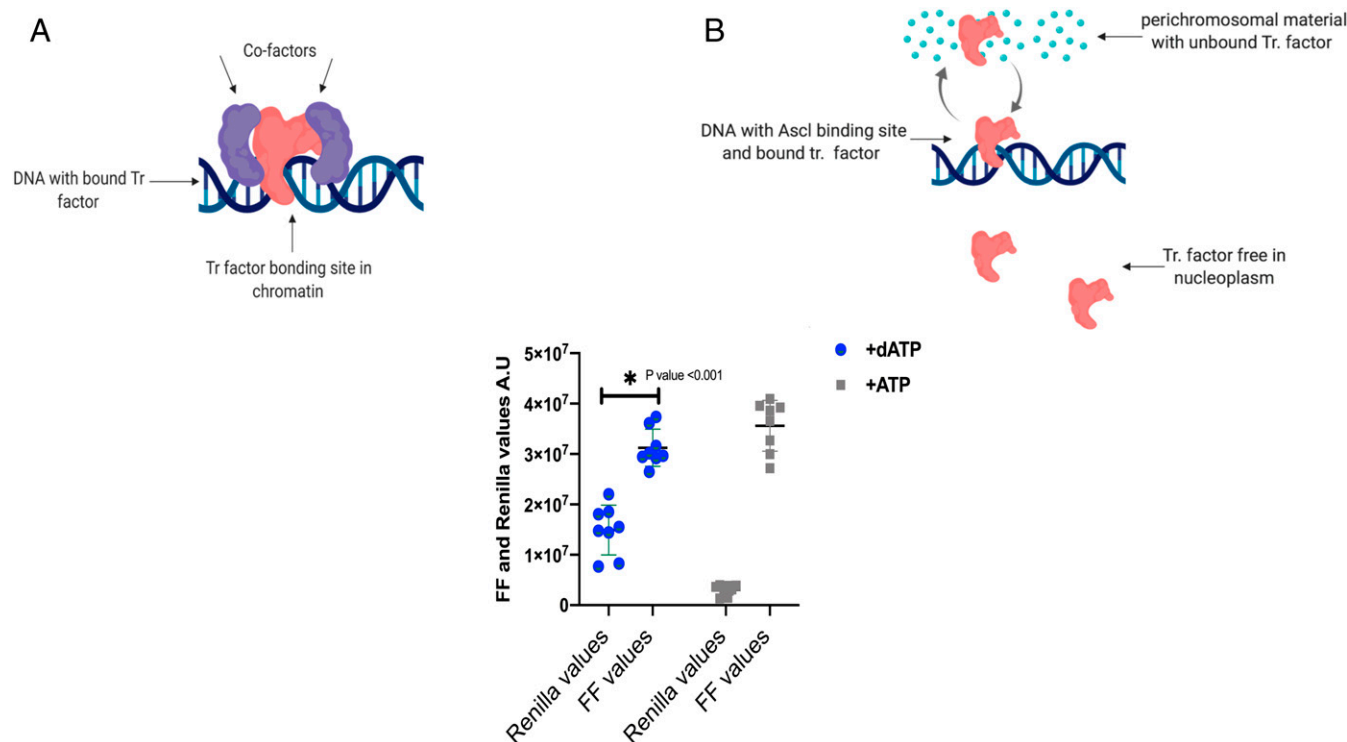 A
Co-factors
DNA with bound Tr
factor
Tr factor bonding site in
chromatin
B
perichromosomal material
with unbound Tr. factor
DNA with Ascl binding site
and bound tr. factor
Tr. factor free in
nucleoplasm
FF and Renilla values A.U
5×10⁷
4×10⁷
3×10⁷
2×10⁷
1×10⁷
0
* P value <0.001
Renilla values
FF values
Renilla values
FF values
+dATP
+ATP